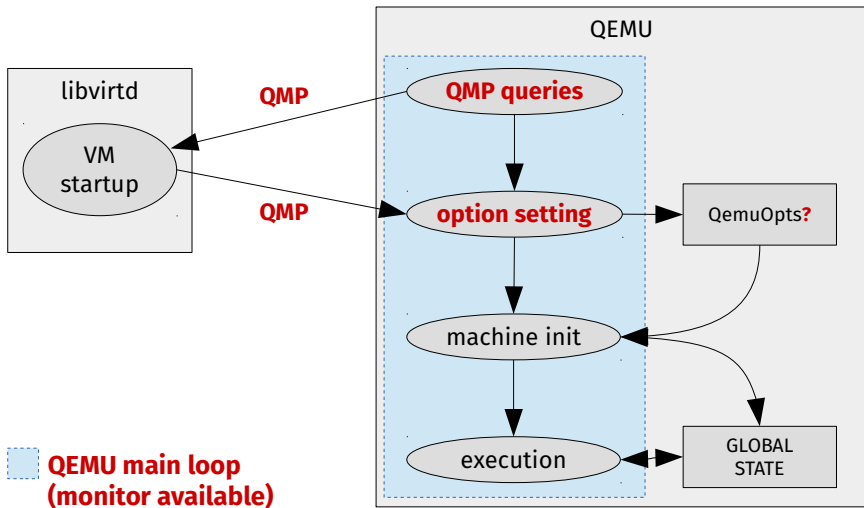 QEMU
libvirtd
QMP
QMP queries
VM
startup
QMP
option setting
QemuOpts?
machine init
execution
GLOBAL
STATE
QEMU main loop
(monitor available)